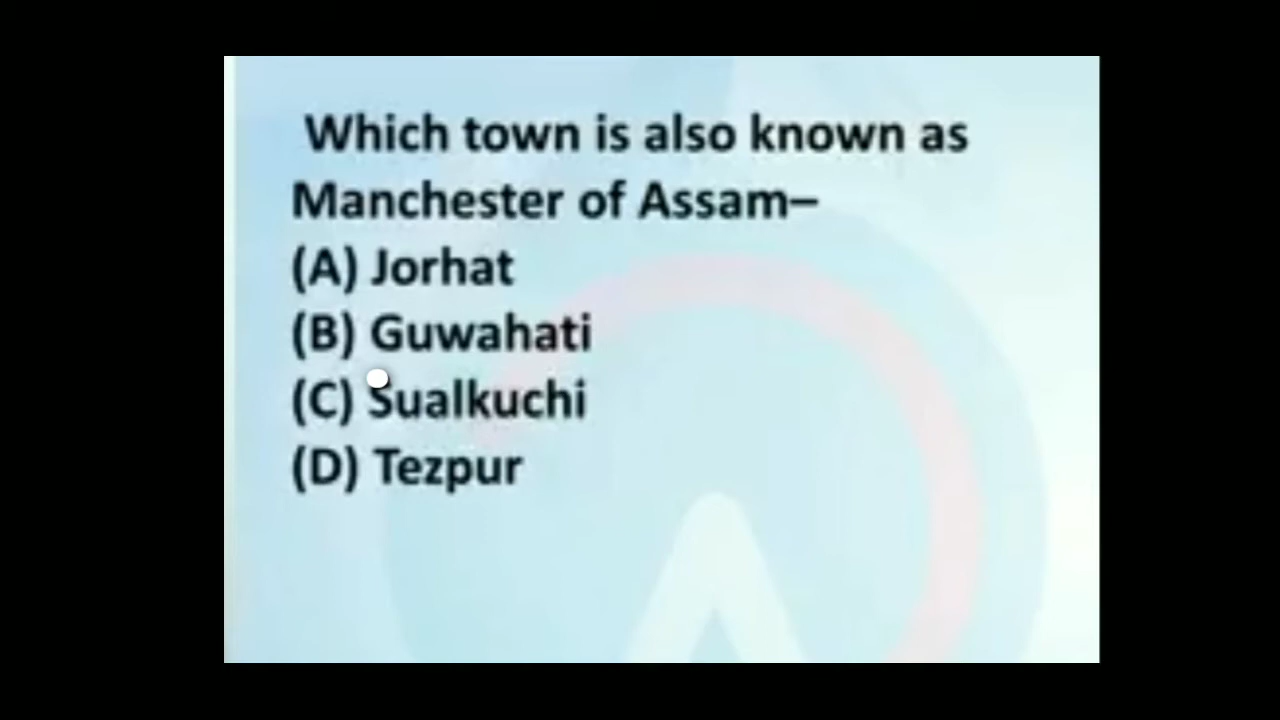 Which town is also known as
Manchester of Assam–
(A) Jorhat
(B) Guwahati
(C) Sualkuchi
(D) Tezpur